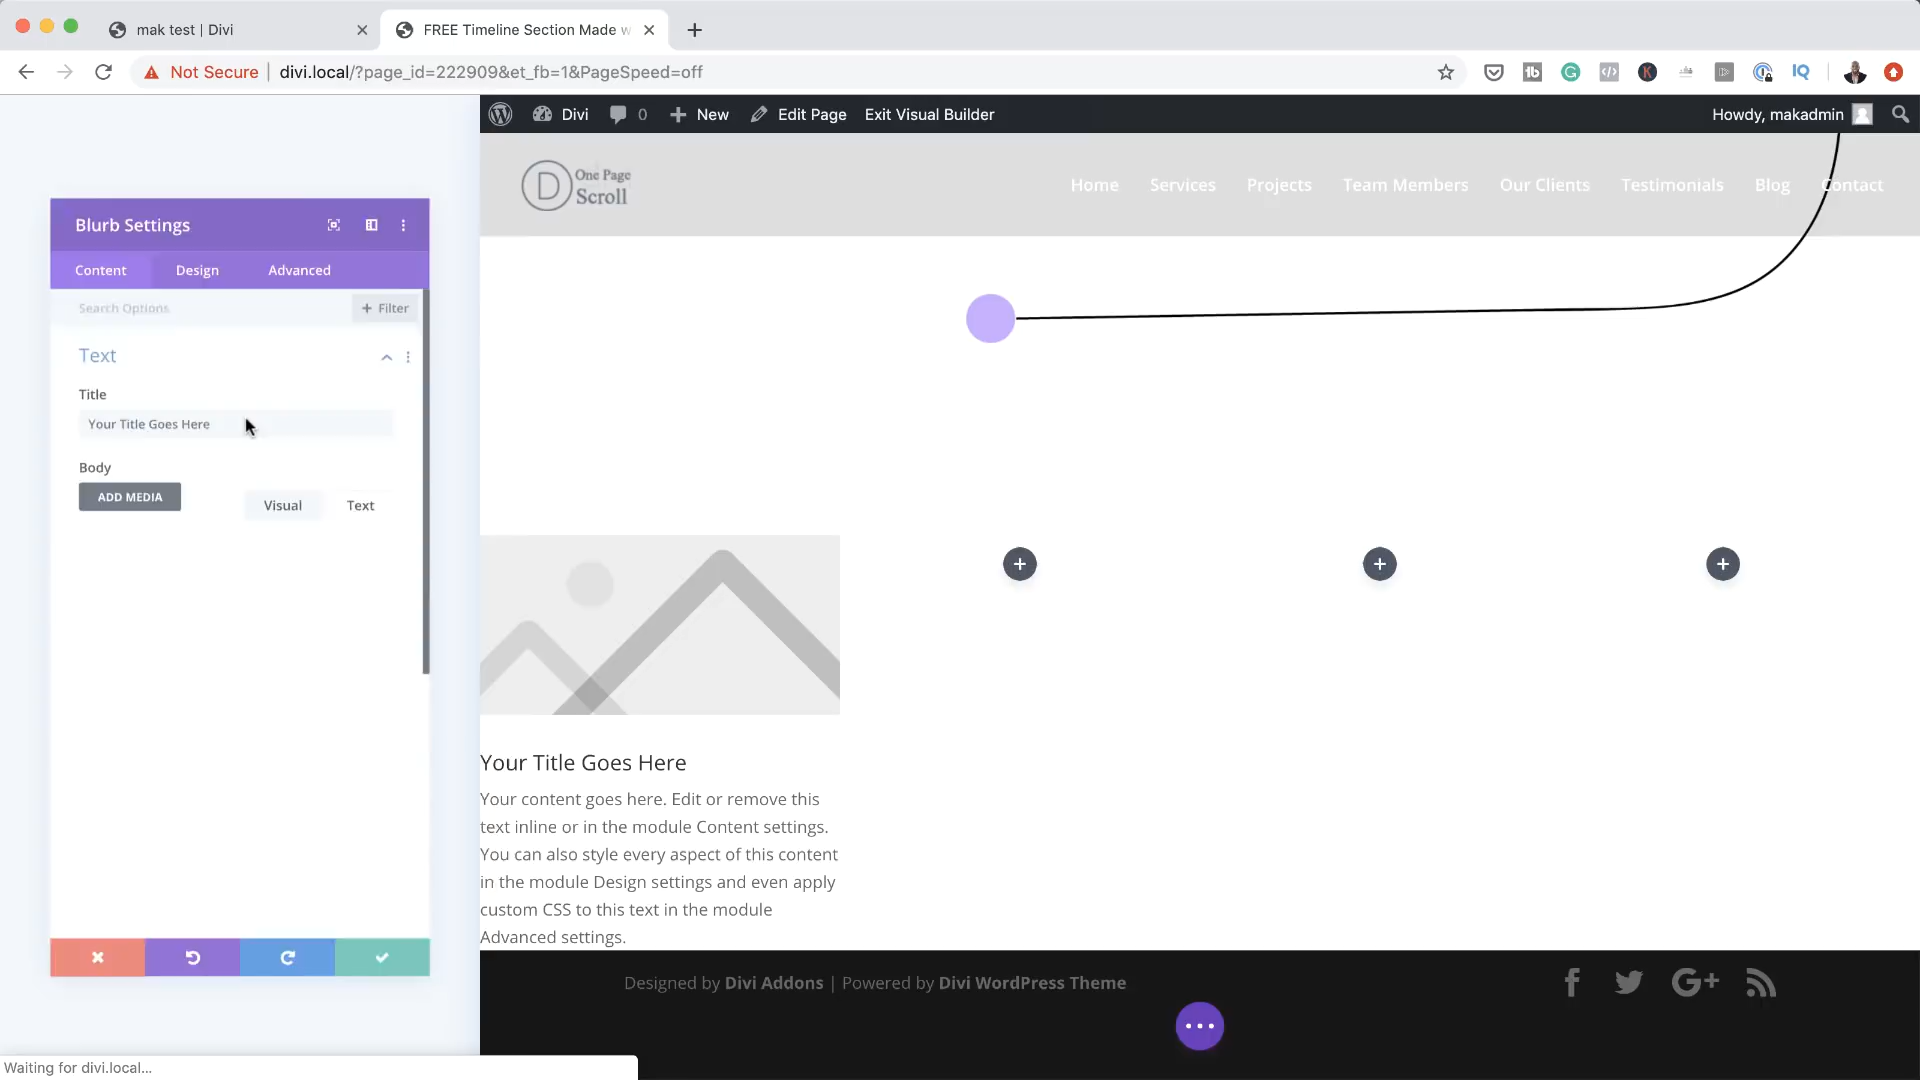 mak test | Divi
FREE Timeline Section Made w
Not Secure
divi.local/?page_id=222909&et_fb=1&PageSpeed=off
Divi
0
New
Edit Page
Exit Visual Builder
Howdy, makadmin
D One Page
Scroll
Home
Services
Projects
Team Members
Our Clients
Testimonials
Blog
Contact
Blurb Settings
Content
Design
Advanced
Search Options
+ Filter
Text
Title
Your Title Goes Here
Body
ADD MEDIA
Visual
Text
Your Title Goes Here
Your content goes here. Edit or remove this
text inline or in the module Content settings.
You can also style every aspect of this content
in the module Design settings and even apply
custom CSS to this text in the module
Advanced settings.
Designed by Divi Addons | Powered by Divi WordPress Theme
Waiting for divi.local...